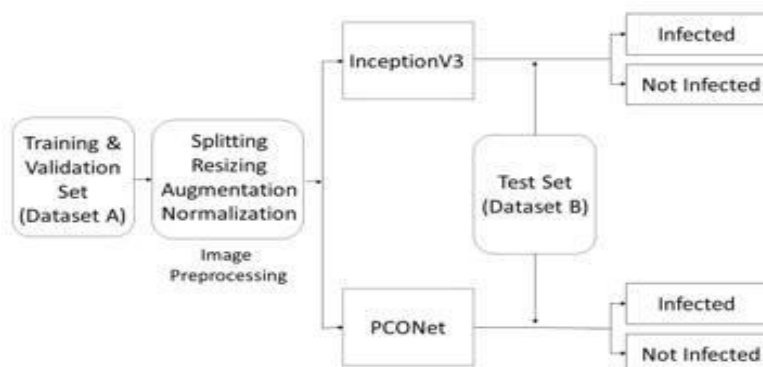 Training &
Validation
Set
(Dataset A)
Splitting
Resizing
Augmentation
Normalization
Image
Preprocessing
InceptionV3
PCONet
Test Set
(Dataset B)
Infected
Not Infected
Infected
Not Infected